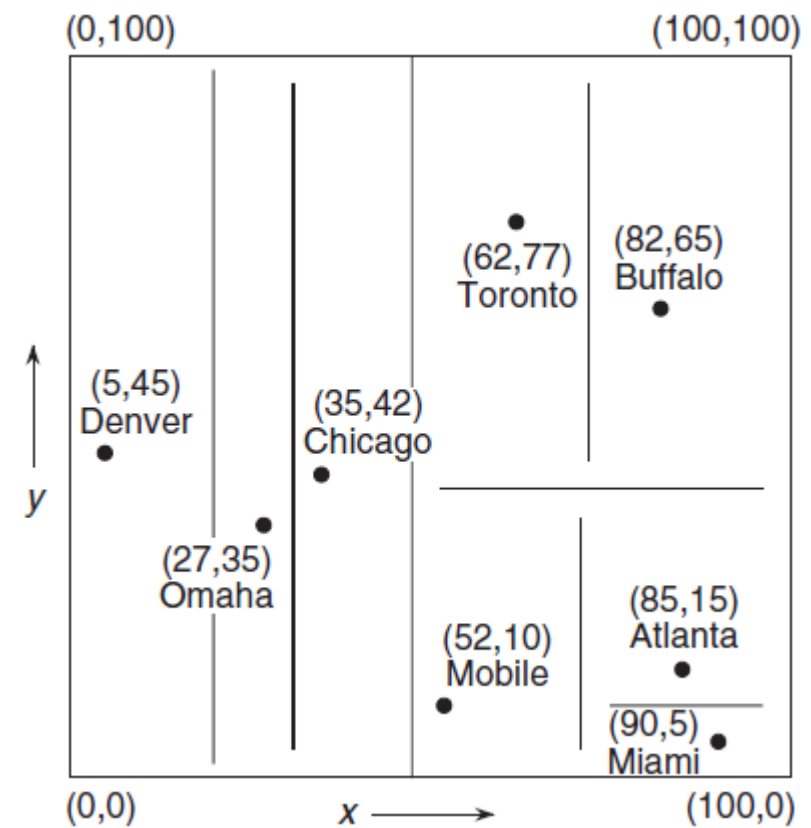 (0,100)
(100,100)
(62,77)
Toronto
(82,65)
Buffalo
(5,45)
Denver
(35,42)
Chicago
y
(27,35)
Omaha
(52,10)
Mobile
(85,15)
Atlanta
(90,5)
Miami
(0,0)
x
(100,0)